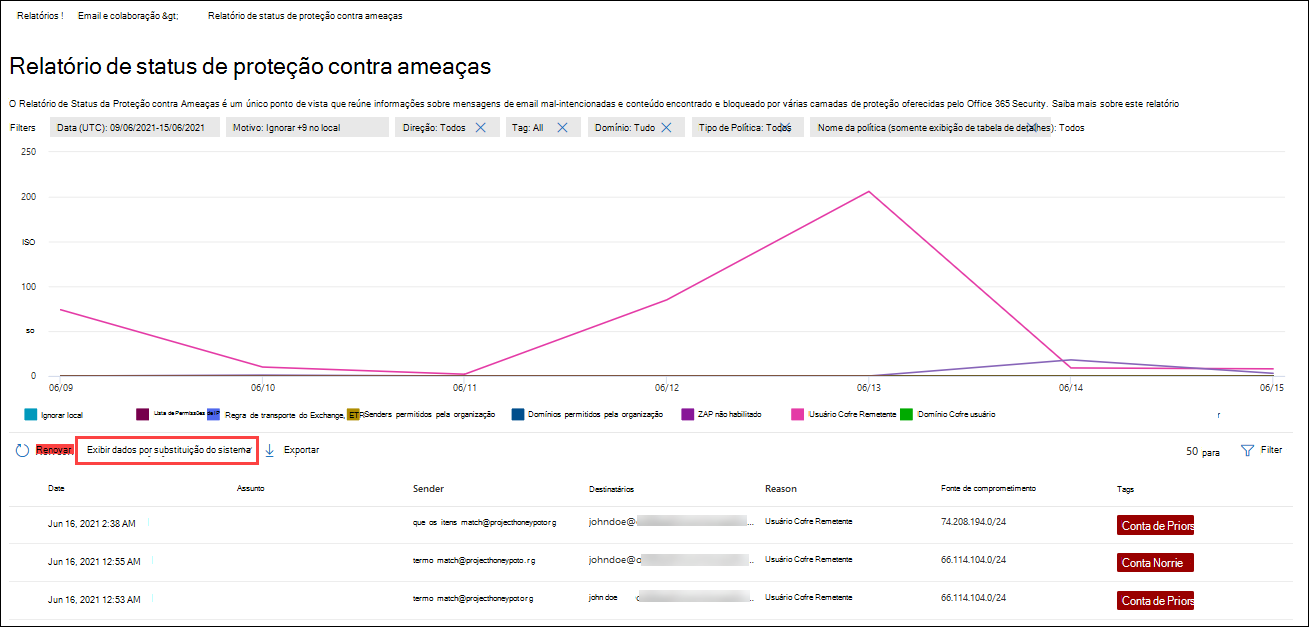 Relatórios ! Email e colaboração &gt; Relatório de status de proteção contra ameaças
Relatório de status de proteção contra ameaças
O Relatório de Status da Proteção contra Ameaças é um único ponto de vista que reúne informações sobre mensagens de email mal-intencionadas e conteúdo encontrado e bloqueado por várias camadas de proteção oferecidas pelo Office 365 Security. Saiba mais sobre este relatório
Filters Data (UTC): 09/06/2021-15/06/2021 Motivo: Ignorar +9 no local Direção: Todos Tag: All Domínio: Tudo Tipo de Política: Todos Nome da política (somente exibição de tabela de detalhes): Todos
250
200
ISO
100
so
0
06/09 06/10 06/11 06/12 06/13 06/14 06/15
Ignorar local Lista de Permissões de IP Regra de transporte do Exchange, ETR Senders permitidos pela organização Domínios permitidos pela organização ZAP não habilitado Usuário Cofre Remetente Domínio Cofre usuário r
Renovar Exibir dados por substituição do sistema Exportar 50 para Filter
Date Assunto Sender Destinatários Reason Fonte de comprometimento Tags
Jun 16, 2021 2:38 AM que os itens match@projecthoneypotorg johndoe@ ... Usuário Cofre Remetente 74.208.194.0/24 Conta de Priors
Jun 16, 2021 12:55 AM termo match@projecthoneypoto.rg johndoe@c .. Usuário Cofre Remetente 66.114.104.0/24 Conta Norrie
Jun 16, 2021 12:53 AM termo match@projecthoneypotorg john doe .. Usuário Cofre Remetente 66.114.104.0/24 Conta de Priors